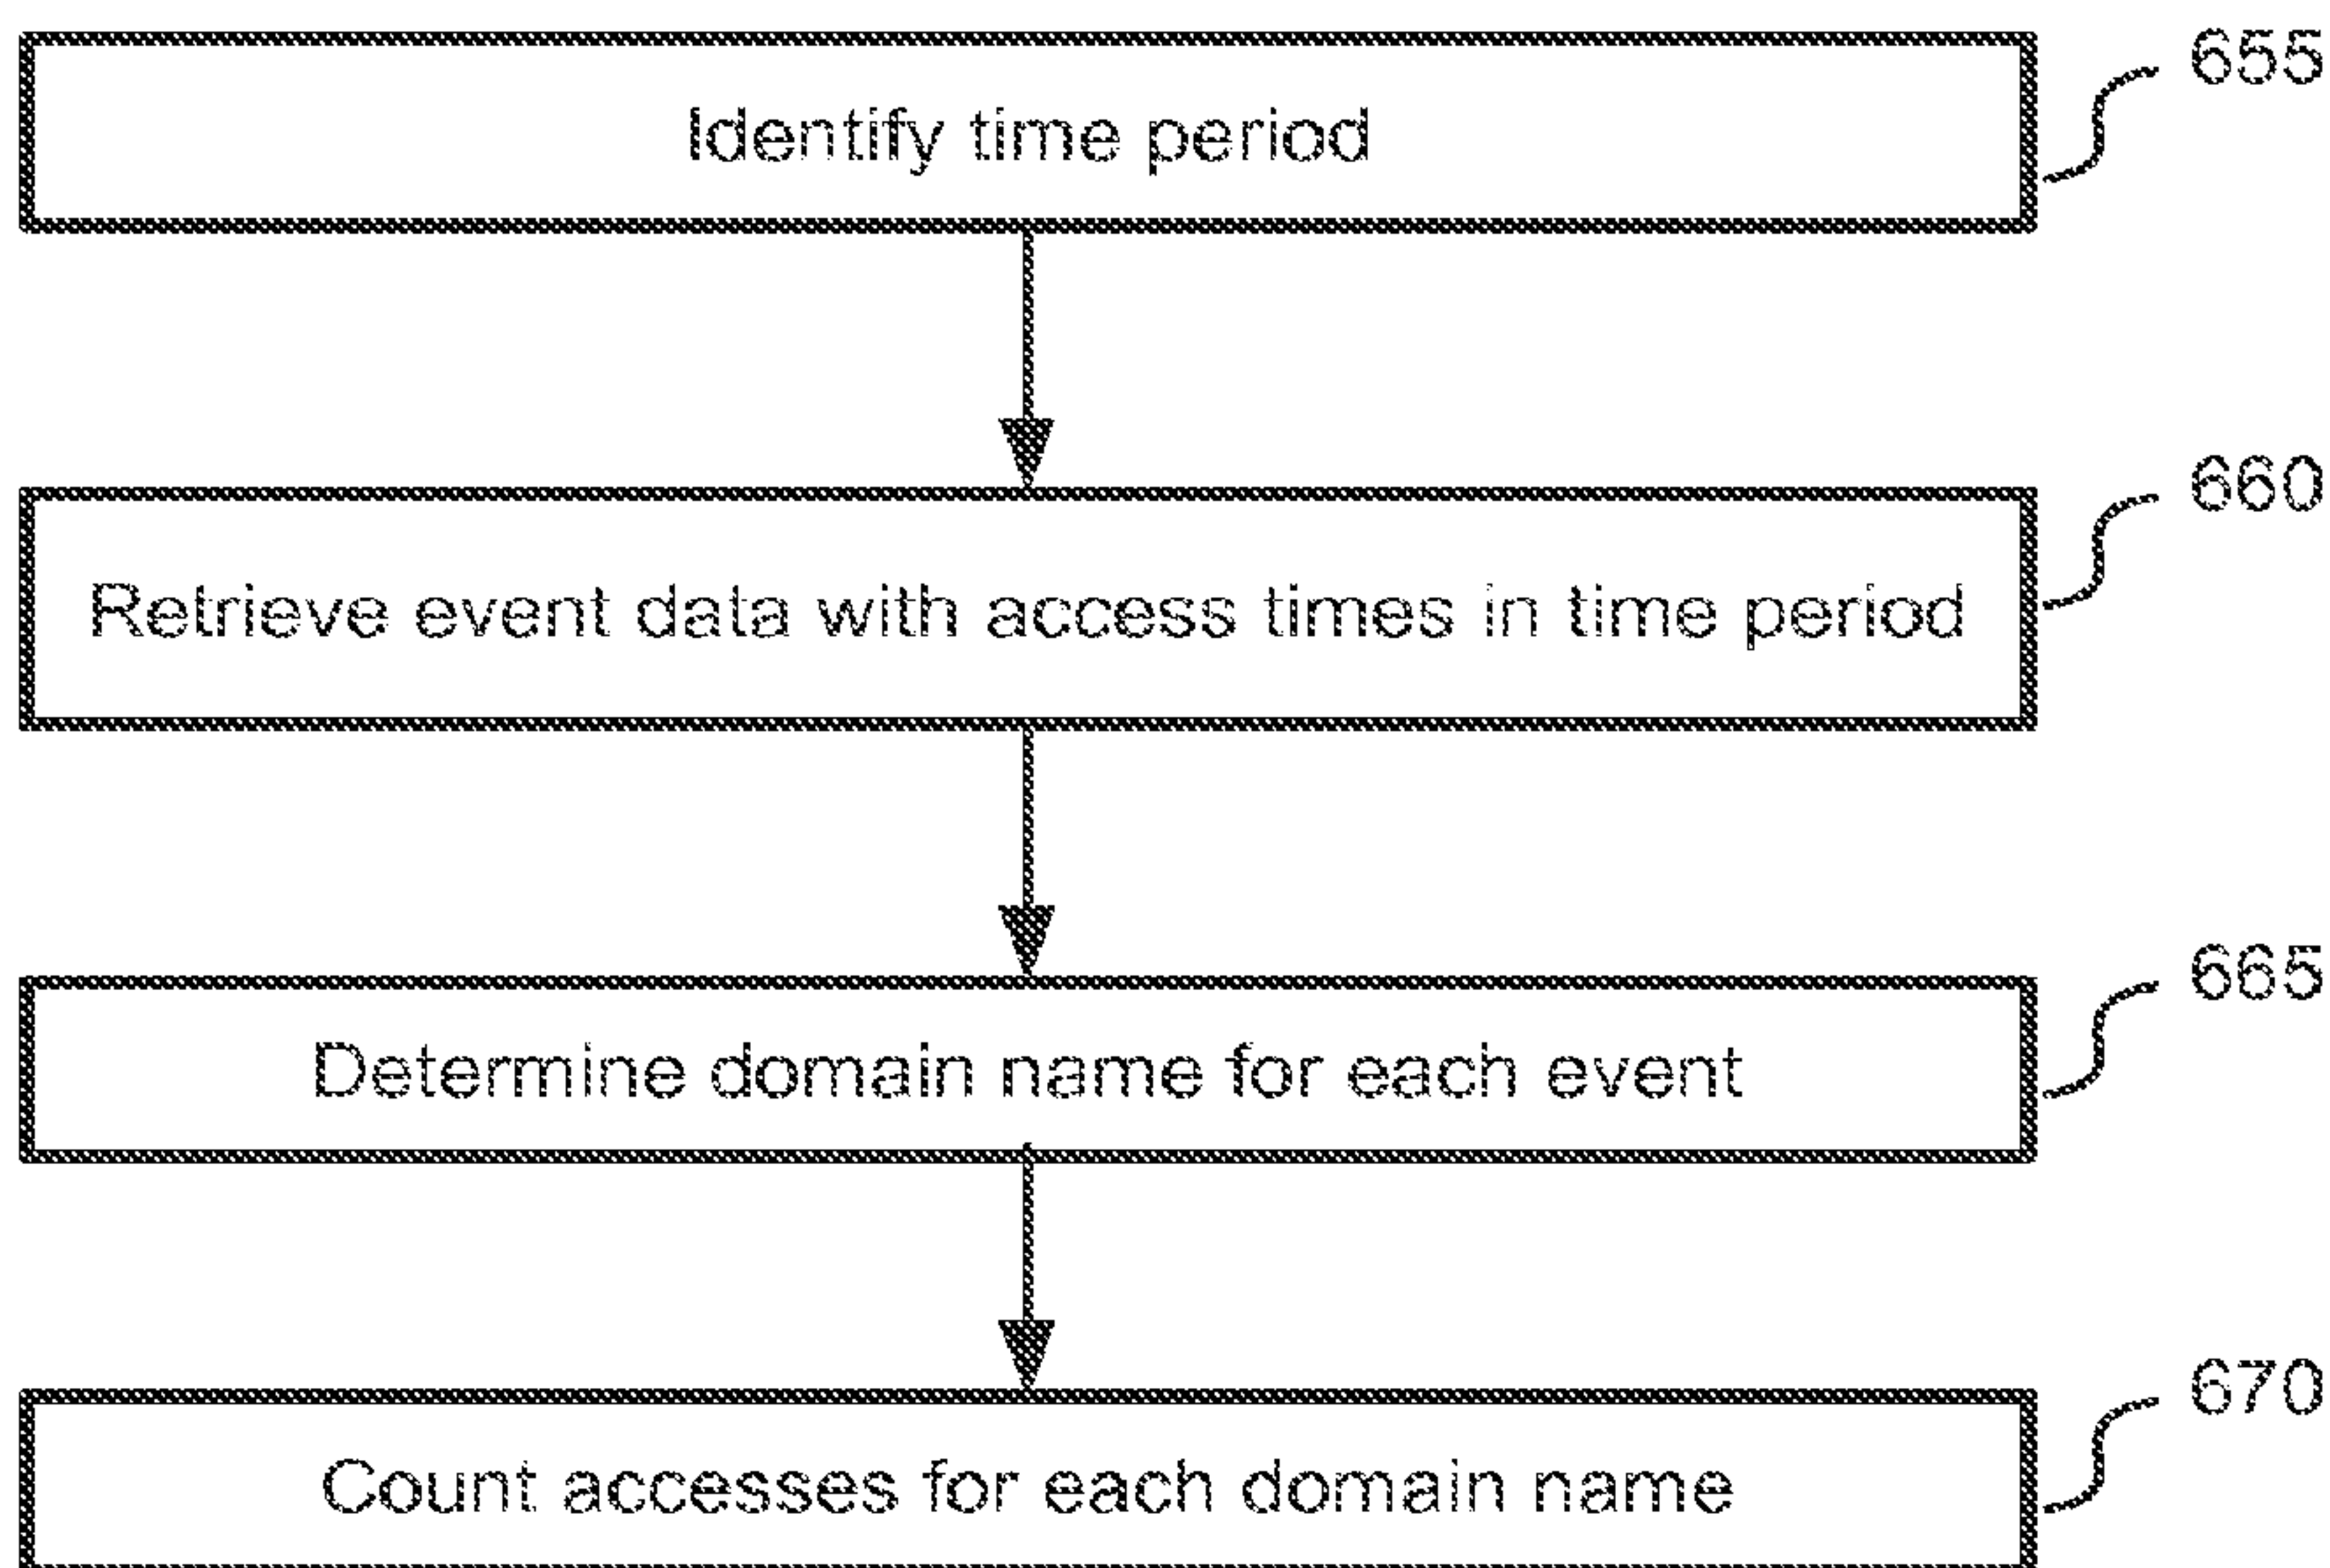 Identify time period
655
Retrieve event data with access times in time period
660
Determine domain name for each event
665
Count accesses for each domain name
670